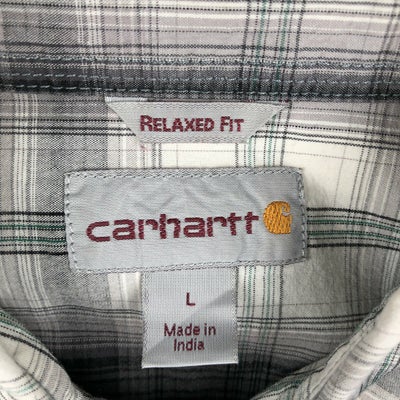 RELAXED FIT
carhartt
L
Made in
India